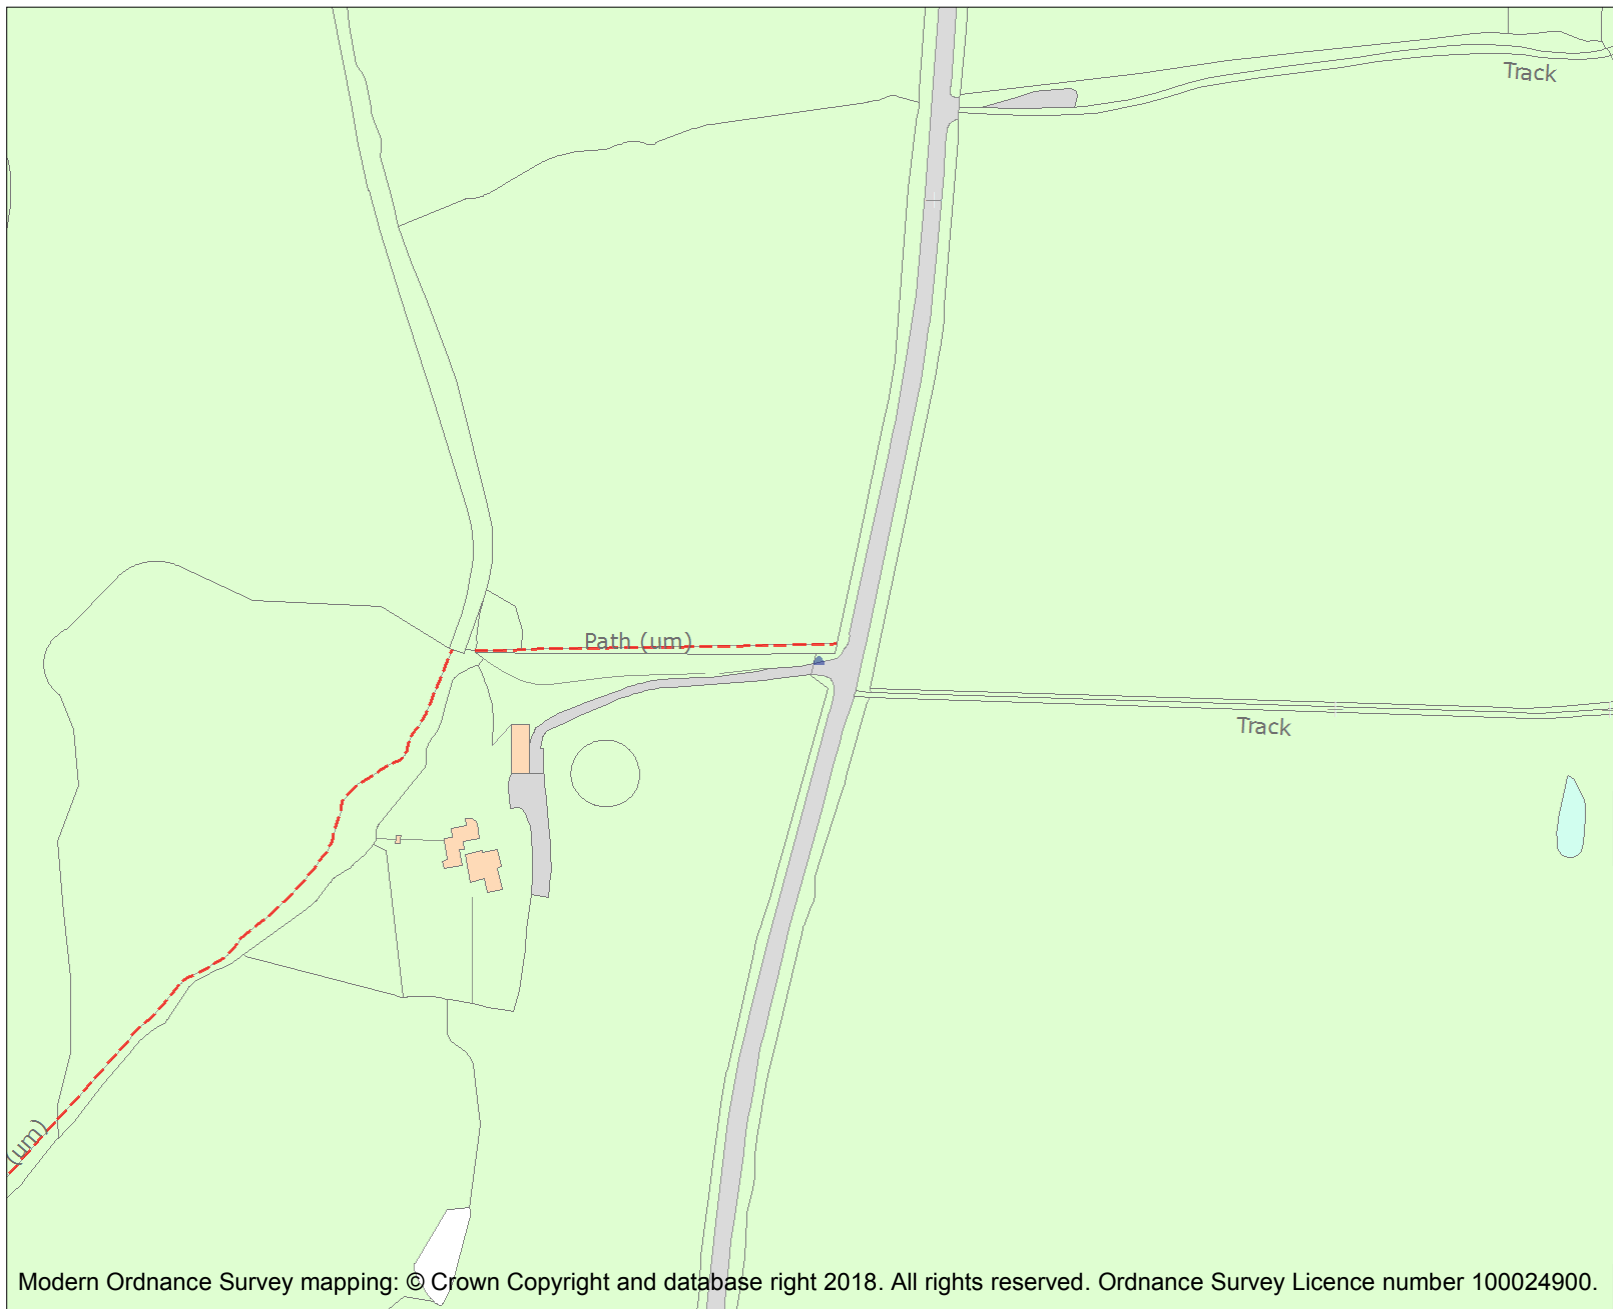 Track
Path (um)
Track
(um)
Modern Ordnance Survey mapping: © Crown Copyright and database right 2018. All rights reserved. Ordnance Survey Licence number 100024900.